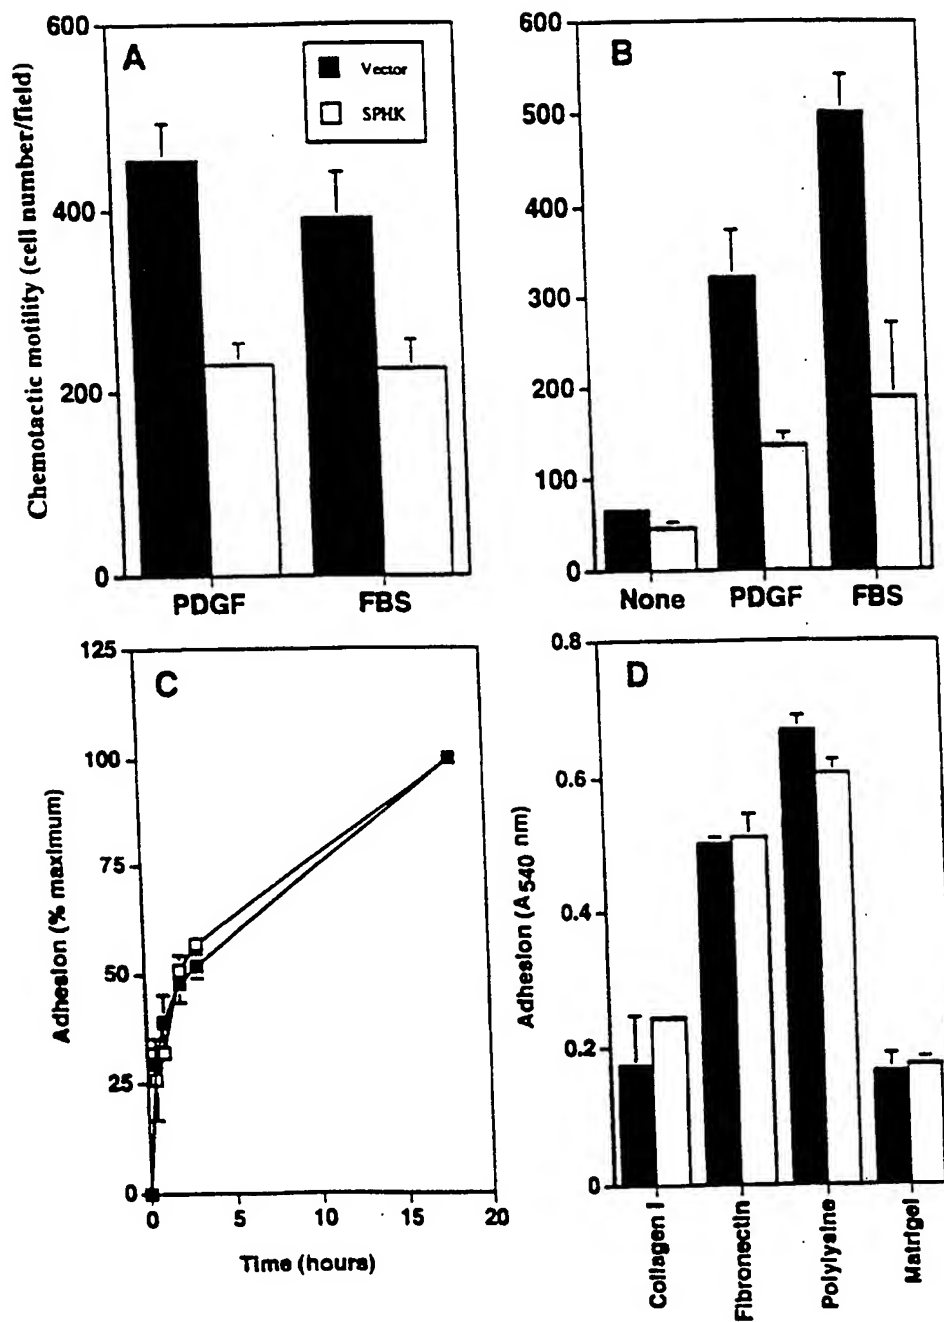 600
400
200
0
Chemotactic motility (cell number/field)
A
Vector
SPHK
PDGF
FBS
600
500
400
300
200
100
0
B
None
PDGF
FBS
125
100
75
50
25
0
Adhesion (% maximum)
C
0
5
10
15
20
Time (hours)
0.8
0.6
0.4
0.2
0
Adhesion (A540 nm)
D
Collagen I
Fibronectin
Polylysine
Matrigel